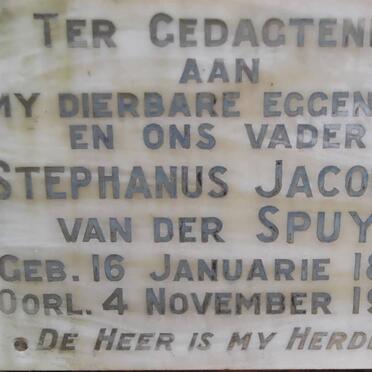 TER GEDAGTENI
AAN
MY DIERBARE EGGEN
EN ONS VADER
STEPHANUS JACO
VAN DER SPUY
GEB. 16 JANUARIE 18
OORL. 4 NOVEMBER 19
DE HEER IS MY HERD